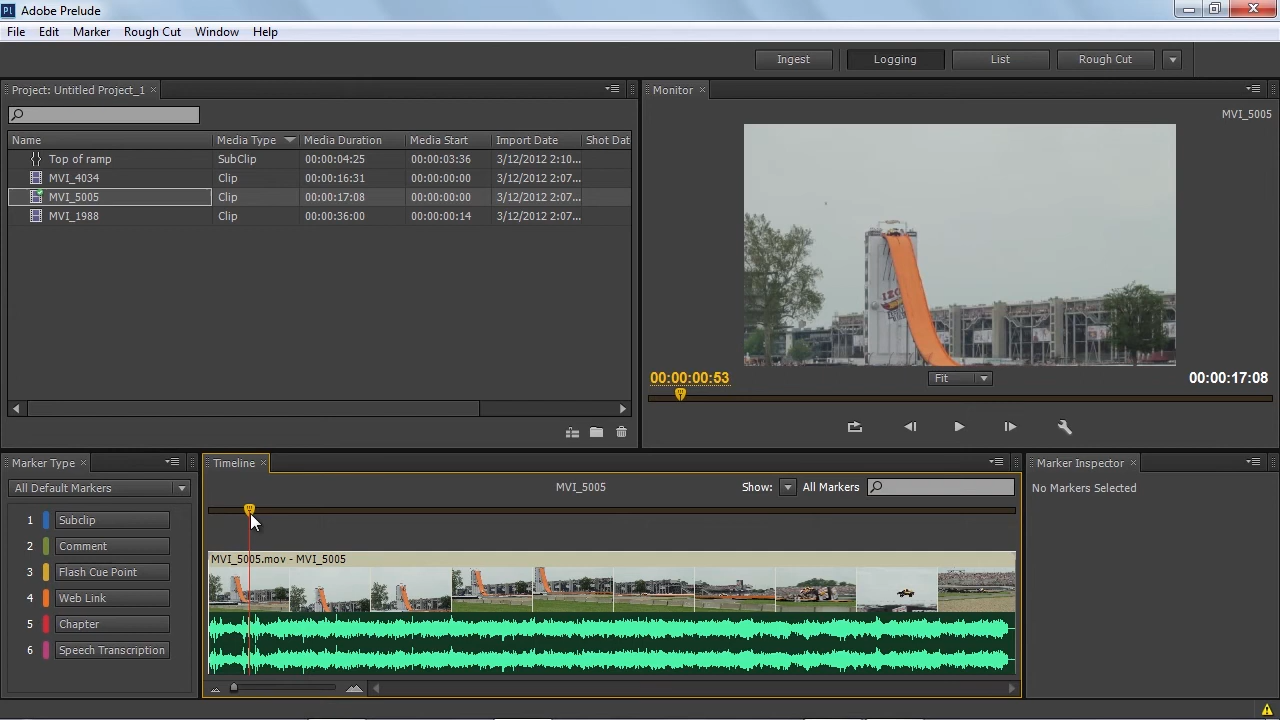 Pl Adobe Prelude
File Edit Marker Rough Cut Window Help
Ingest Logging List Rough Cut
Project: Untitled Project_1
Monitor
MVI_5005
Name Media Type Media Duration Media Start Import Date Shot Dat
Top of ramp SubClip 00:00:04:25 00:00:03:36 3/12/2012 2:10...
MVI_4034 Clip 00:00:16:31 00:00:00:00 3/12/2012 2:07...
MVI_5005 Clip 00:00:17:08 00:00:00:00 3/12/2012 2:07...
MVI_1988 Clip 00:00:36:00 00:00:00:14 3/12/2012 2:07...
00:00:00:53 Fit 00:00:17:08
Marker Type
All Default Markers
1 Subclip
2 Comment
3 Flash Cue Point
4 Web Link
5 Chapter
6 Speech Transcription
Timeline
MVI_5005 Show: All Markers
MVI_5005.mov - MVI_5005
Marker Inspector
No Markers Selected